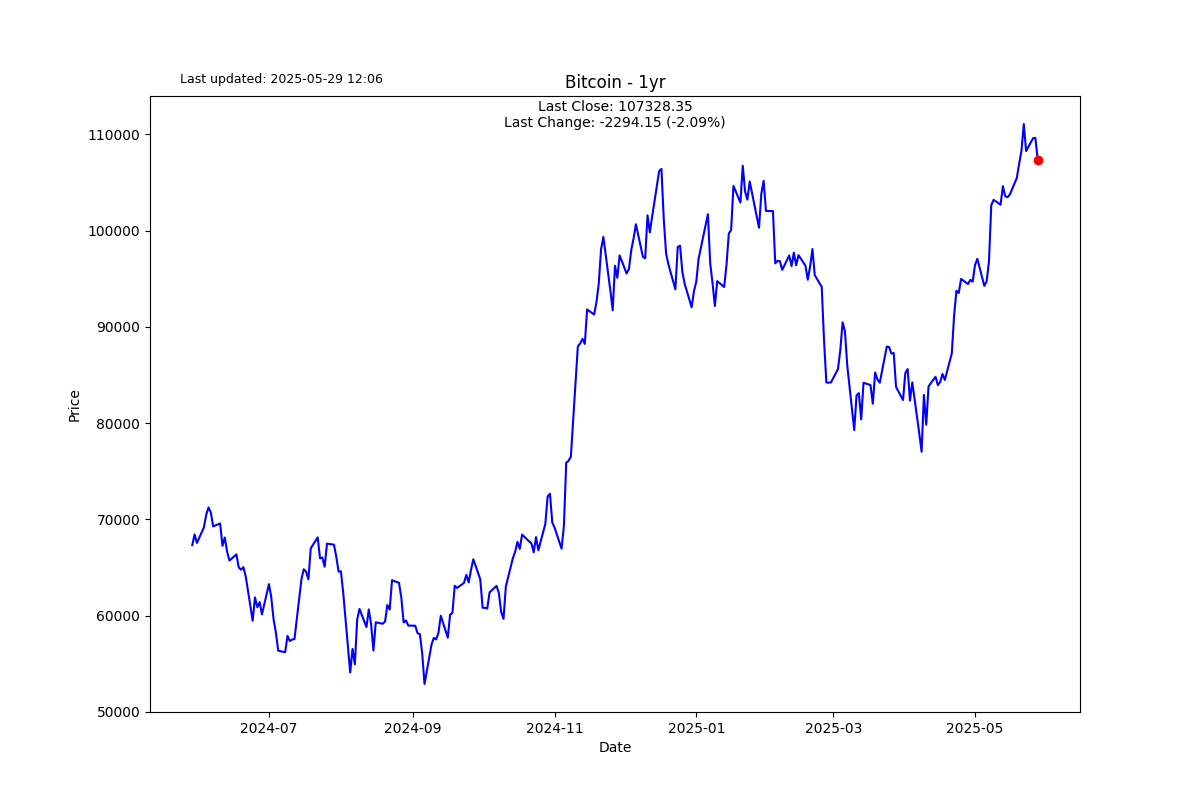 Last updated: 2025-05-29 12:06
Bitcoin - 1yr
Last Close: 107328.35
Last Change: -2294.15 (-2.09%)
110000
100000
90000
80000
70000
60000
50000
Price
2024-07
2024-09
2024-11
2025-01
2025-03
2025-05
Date